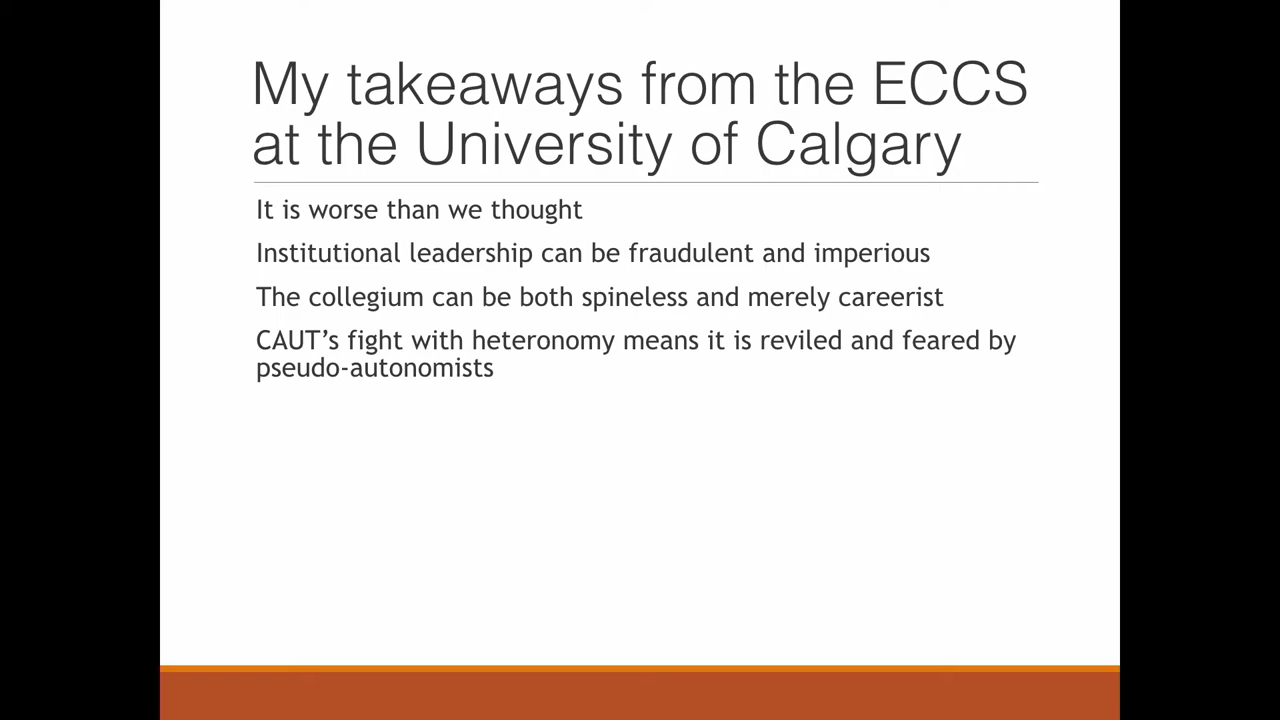 My takeaways from the ECCS
at the University of Calgary
It is worse than we thought
Institutional leadership can be fraudulent and imperious
The collegium can be both spineless and merely careerist
CAUT’s fight with heteronomy means it is reviled and feared by
pseudo-autonomists